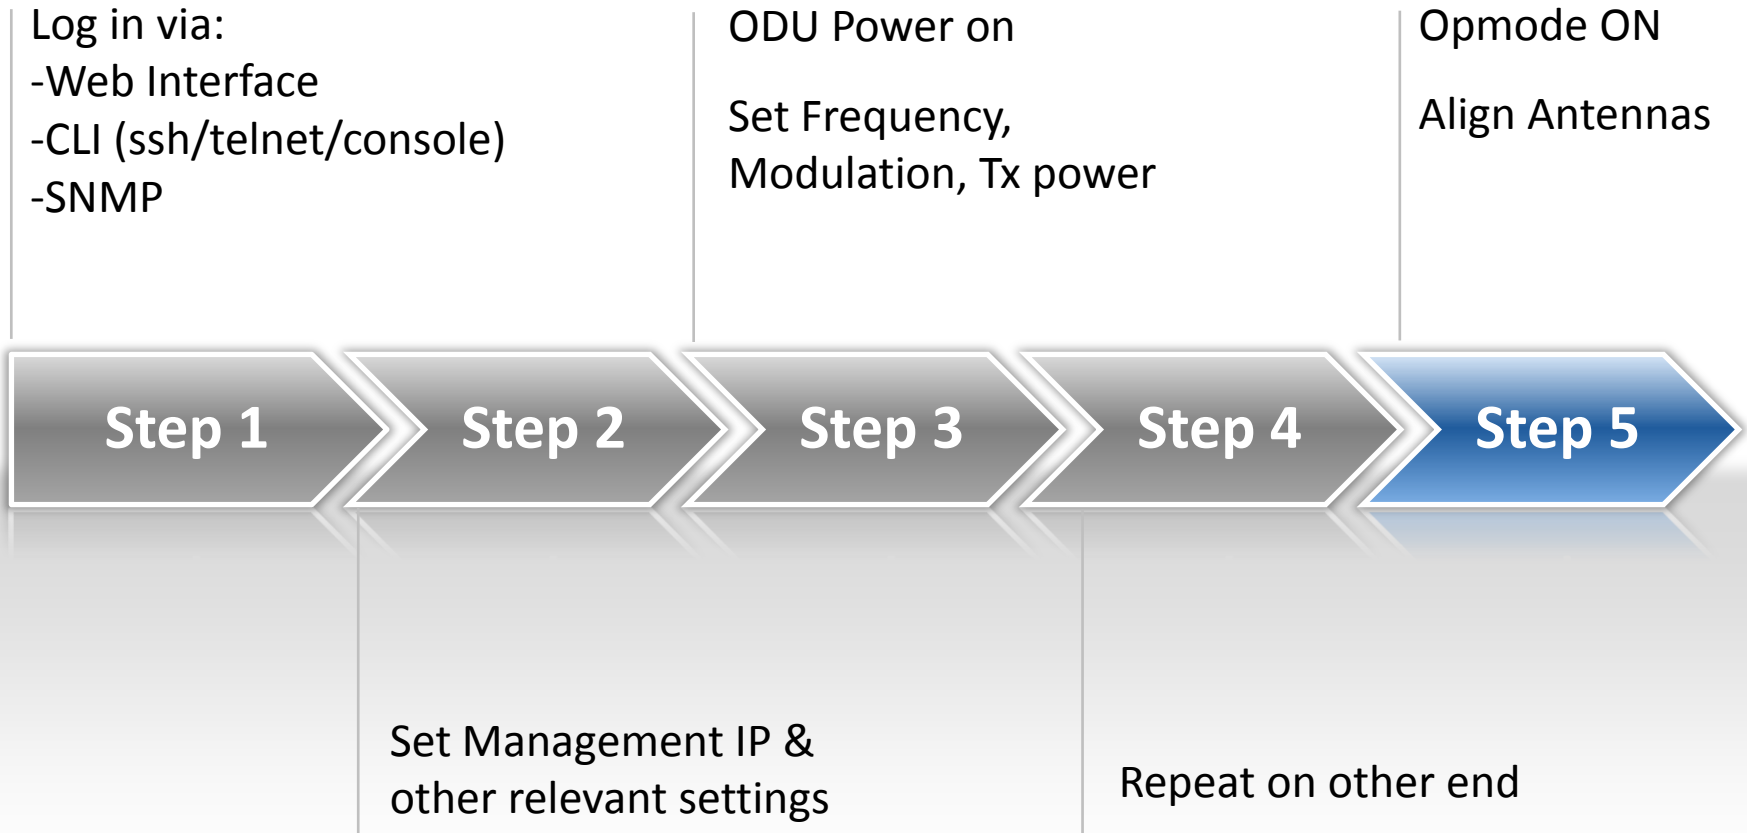 Log in via:
-Web Interface
-CLI (ssh/telnet/console)
-SNMP
ODU Power on
Set Frequency,
Modulation, Tx power
Opmode ON
Align Antennas
Step 1
Step 2
Step 3
Step 4
Step 5
Set Management IP &
other relevant settings
Repeat on other end